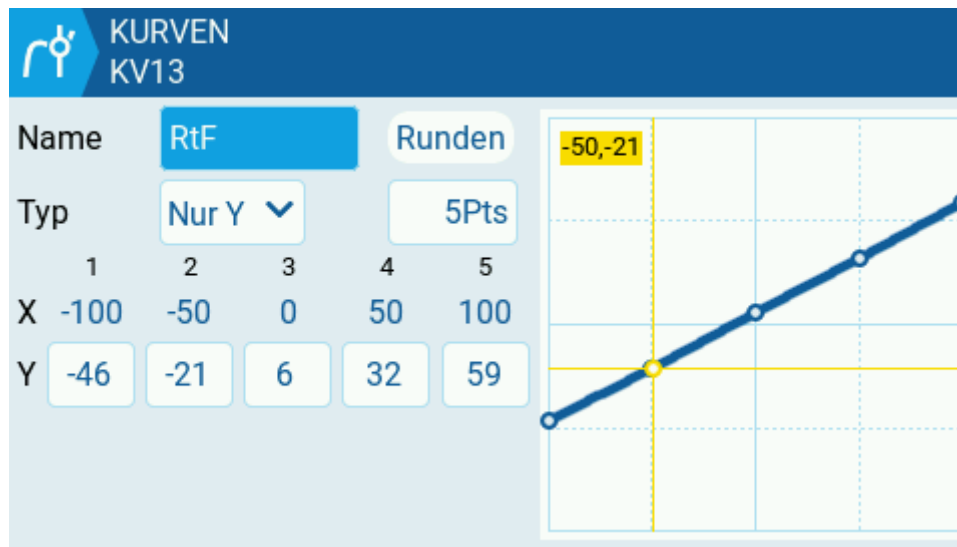 KURVEN
KV13
Name RtF Runden
Typ Nur Y 5Pts
1 2 3 4 5
X -100 -50 0 50 100
Y -46 -21 6 32 59
-50,-21